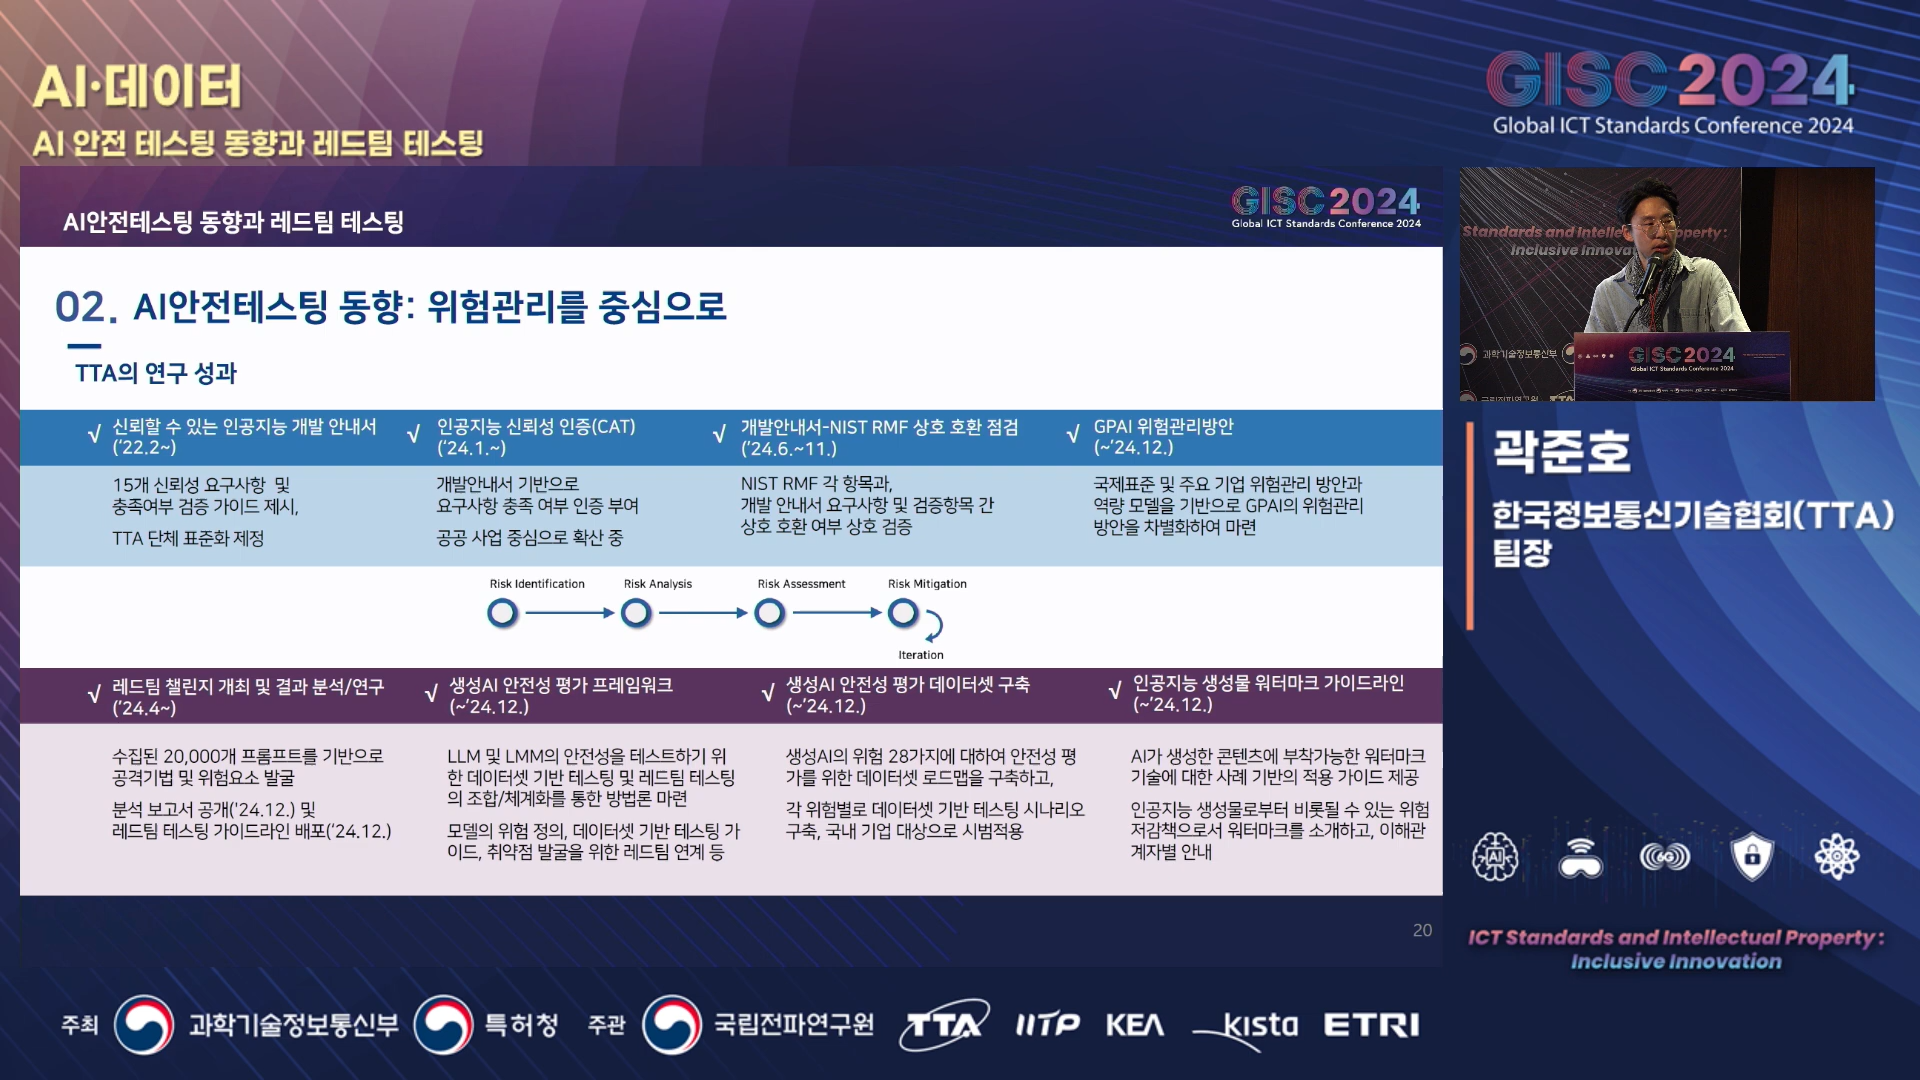 AI·데이터
AI 안전 테스팅 동향과 레드팀 테스팅
GISC 2024
Global ICT Standards Conference 2024
AI안전테스팅 동향과 레드팀 테스팅
GISC 2024
Global ICT Standards Conference 2024
02. AI안전테스팅 동향: 위험관리를 중심으로
TTA의 연구 성과
√ 신뢰할 수 있는 인공지능 개발 안내서
('22.2~)
15개 신뢰성 요구사항 및
충족여부 검증 가이드 제시,
TTA 단체 표준화 제정
√ 인공지능 신뢰성 인증(CAT)
('24.1.~)
개발안내서 기반으로
요구사항 충족 여부 인증 부여
공공 사업 중심으로 확산 중
√ 개발안내서-NIST RMF 상호 호환 점검
('24.6.~11.)
NIST RMF 각 항목과,
개발 안내서 요구사항 및 검증항목 간
상호 호환 여부 상호 검증
√ GPAI 위험관리방안
(~'24.12.)
국제표준 및 주요 기업 위험관리 방안과
역량 모델을 기반으로 GPAI의 위험관리
방안을 차별화하여 마련
Risk Identification
Risk Analysis
Risk Assessment
Risk Mitigation
Iteration
√ 레드팀 챌린지 개최 및 결과 분석/연구
('24.4~)
수집된 20,000개 프롬프트를 기반으로
공격기법 및 위험요소 발굴
분석 보고서 공개('24.12.) 및
레드팀 테스팅 가이드라인 배포('24.12.)
√ 생성AI 안전성 평가 프레임워크
(~'24.12.)
LLM 및 LMM의 안전성을 테스트하기 위
한 데이터셋 기반 테스팅 및 레드팀 테스팅
의 조합/체계화를 통한 방법론 마련
모델의 위험 정의, 데이터셋 기반 테스팅 가
이드, 취약점 발굴을 위한 레드팀 연계 등
√ 생성AI 안전성 평가 데이터셋 구축
(~'24.12.)
생성AI의 위험 28가지에 대하여 안전성 평
가를 위한 데이터셋 로드맵을 구축하고,
각 위험별로 데이터셋 기반 테스팅 시나리오
구축, 국내 기업 대상으로 시범적용
√ 인공지능 생성물 워터마크 가이드라인
(~'24.12.)
AI가 생성한 콘텐츠에 부착가능한 워터마크
기술에 대한 사례 기반의 적용 가이드 제공
인공지능 생성물로부터 비롯될 수 있는 위험
저감책으로서 워터마크를 소개하고, 이해관
계자별 안내
20
Standards and Intelle
operty:
Inclusive Innova
과학기술정보통신부
GISC 2024
Global ICT Standards Conference 2024
곽준호
한국정보통신기술협회(TTA)
팀장
AI
6G
ICT Standards and Intellectual Property:
Inclusive Innovation
주최 과학기술정보통신부 특허청 주관 국립전파연구원 TTA IITP KEA kista ETRI